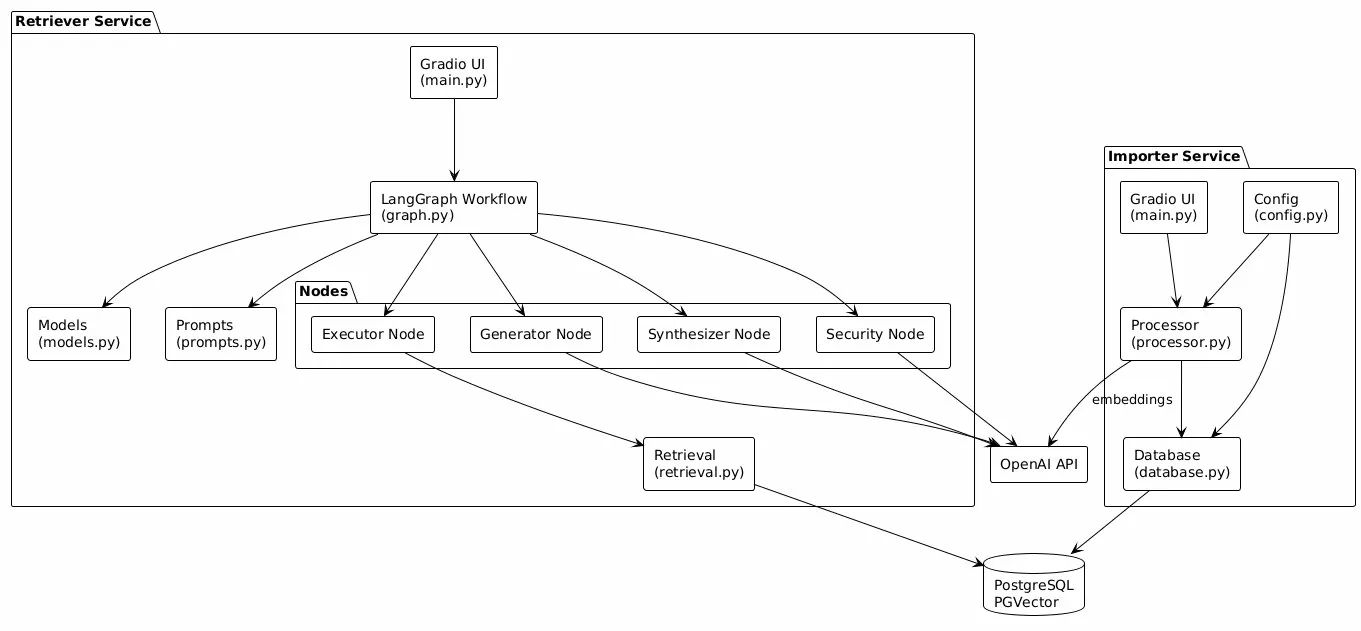 Retriever Service
Gradio UI
(main.py)
LangGraph Workflow
(graph.py)
Models
(models.py)
Prompts
(prompts.py)
Nodes
Executor Node
Generator Node
Synthesizer Node
Security Node
Retrieval
(retrieval.py)
Importer Service
Gradio UI
(main.py)
Config
(config.py)
Processor
(processor.py)
embeddings
Database
(database.py)
OpenAI API
PostgreSQL
PGVector